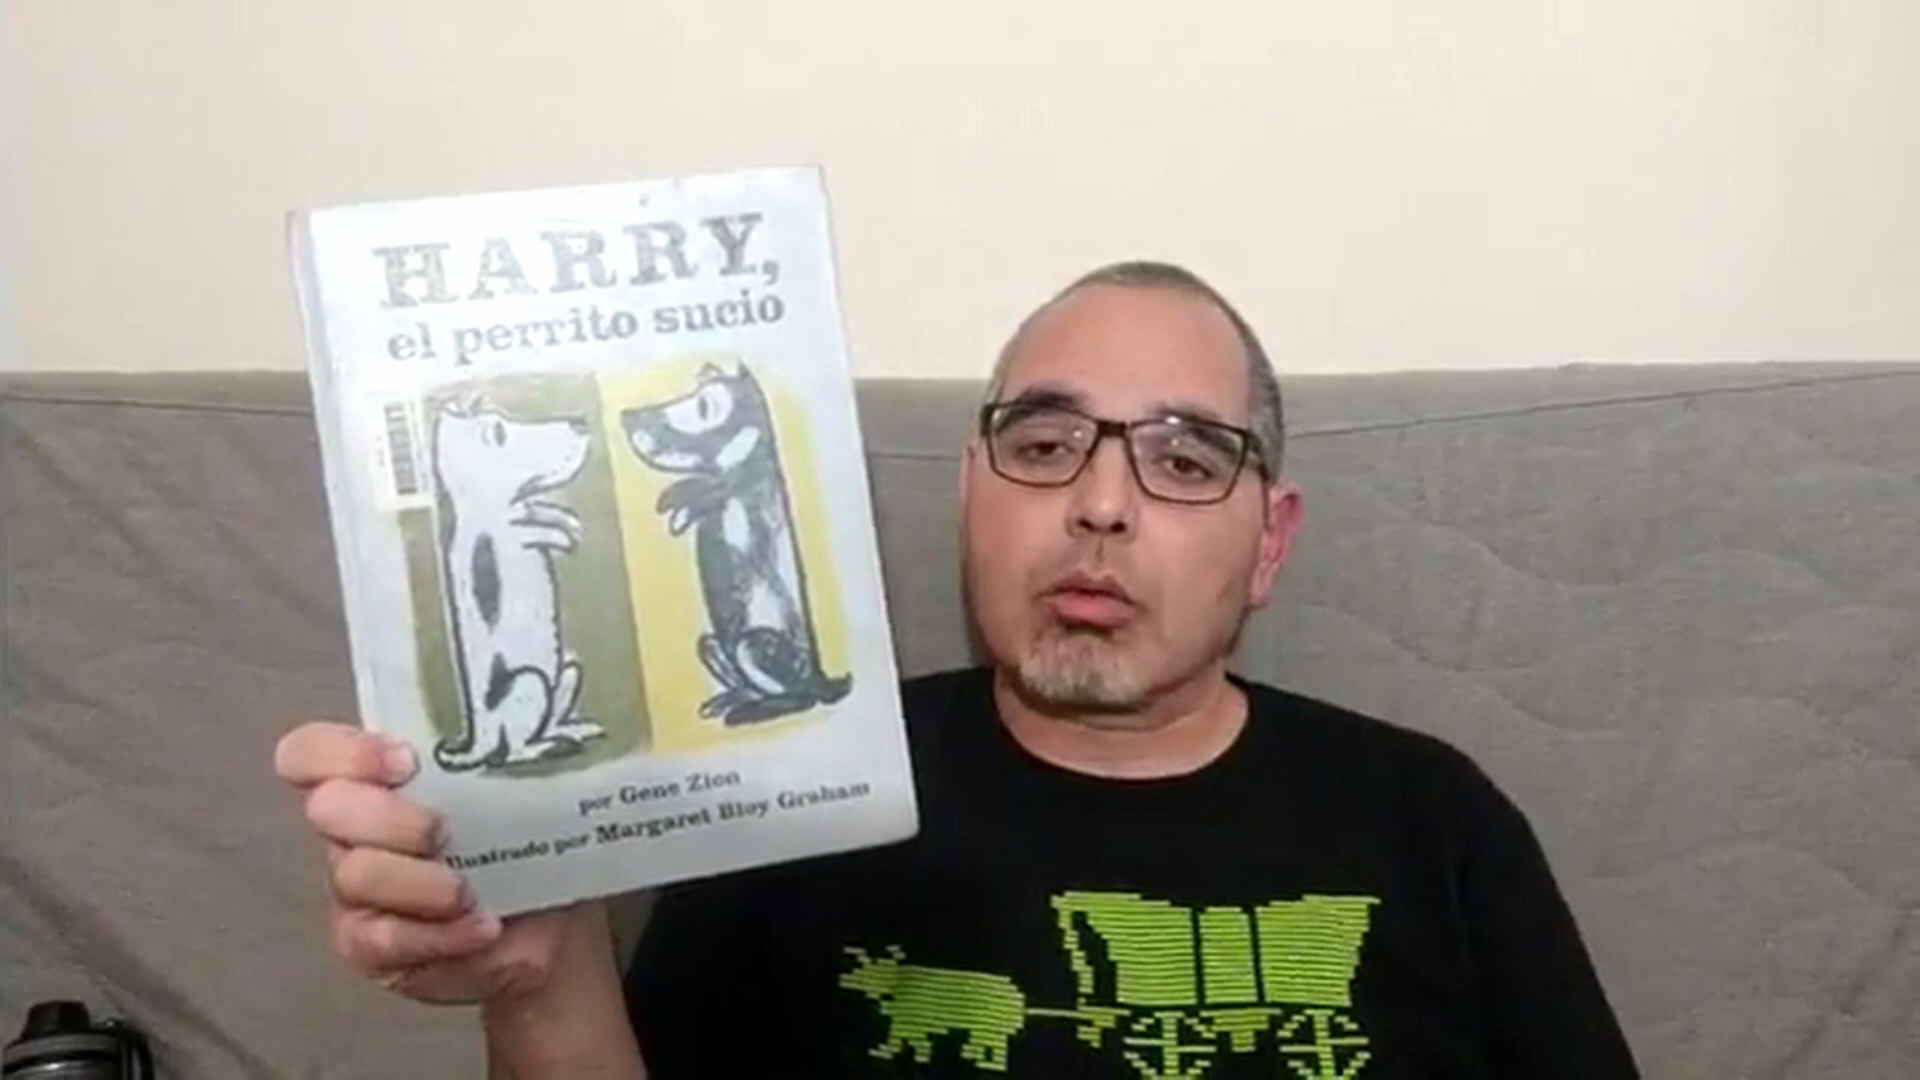 HARRY,
el perrito sucio
por Gene Zion
Ilustrado por Margaret Bloy Graham